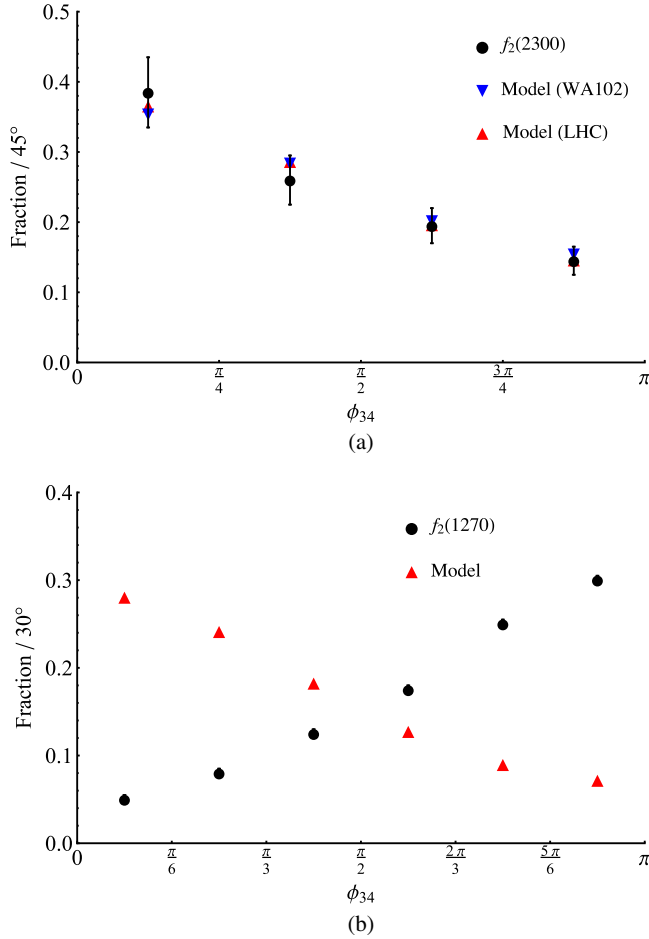 0.5
f₂(2300)
0.4
Model (WA102)
Model (LHC)
0.3
Fraction / 45°
0.2
0.1
0.0
0 π/4 π/2 3π/4 π
ϕ₃₄
(a)
0.4
f₂(1270)
Model
0.3
Fraction / 30°
0.2
0.1
0.0
0 π/6 π/3 π/2 2π/3 5π/6 π
ϕ₃₄
(b)